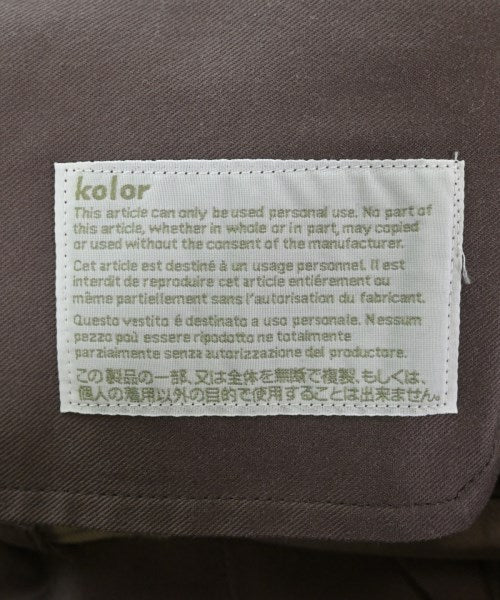 kolor
This article can only be used personal use. No part of
this article, whether in whole or in part, may copied
or used without the consent of the manufacturer.
Cet article est destiné à un usage personnel. Il est
interdit de reproduire cet article entiérement ou
même partiellement sans l'autorisation du fabricant.
Questo vestito é destinato a uso personale. Nessum
pezzo puó essere ripodotto ne totalmente
parziaimente senza autorizzazione del productore.
この製品の一部、又は全体を無断で複製、もしくは、
個人の着用以外の目的で使用することは出来ません。